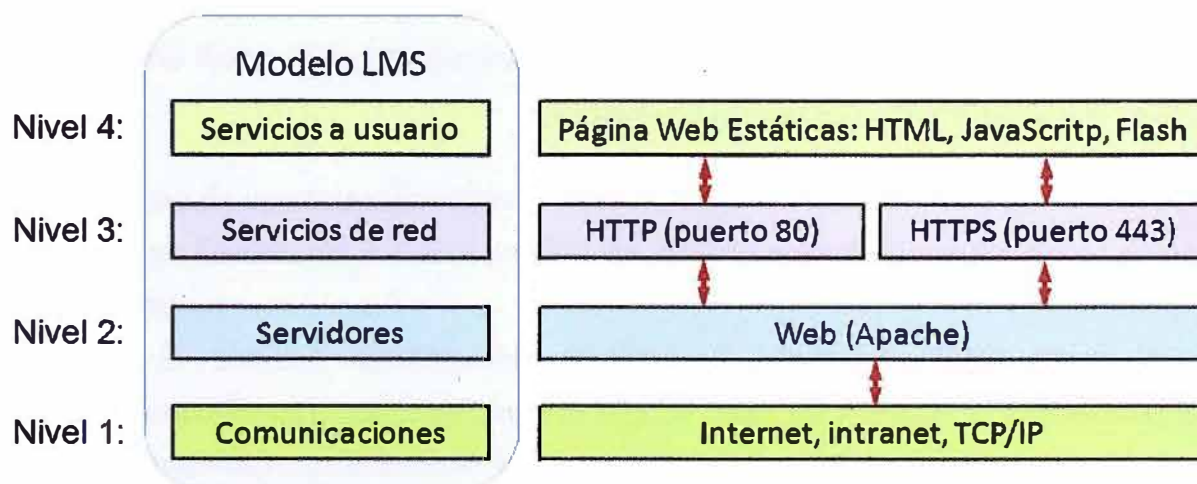 Modelo LMS
Nivel 4: Servicios a usuario Página Web Estáticas: HTML, JavaScritp, Flash
Nivel 3: Servicios de red HTTP (puerto 80) HTTPS (puerto 443)
Nivel 2: Servidores Web (Apache)
Nivel 1: Comunicaciones Internet, intranet, TCP/IP